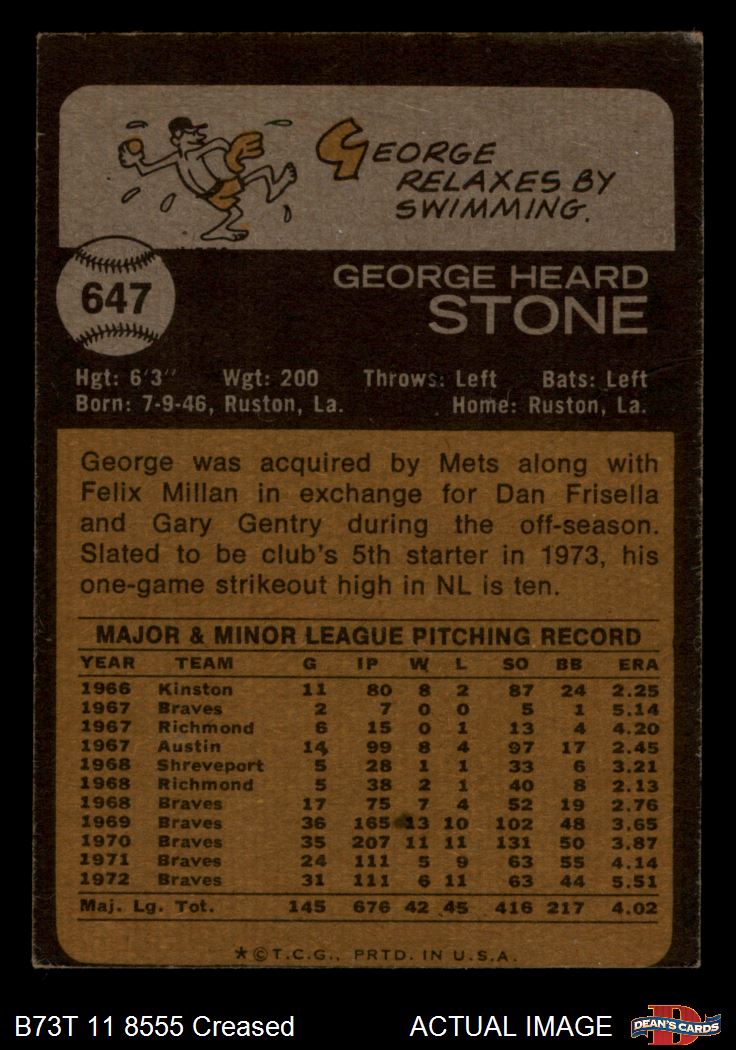 GEORGE
RELAXES BY
SWIMMING.
647
GEORGE HEARD
STONE
Hgt: 6'3" Wgt: 200 Throws: Left Bats: Left
Born: 7-9-46, Ruston, La. Home: Ruston, La.
George was acquired by Mets along with
Felix Millan in exchange for Dan Frisella
and Gary Gentry during the off-season.
Slated to be club's 5th starter in 1973, his
one-game strikeout high in NL is ten.
MAJOR & MINOR LEAGUE PITCHING RECORD
YEAR TEAM G IP W L SO BB ERA
1966 Kinston 11 80 8 2 87 24 2.25
1967 Braves 2 7 0 0 5 1 5.14
1967 Richmond 6 15 0 1 13 4 4.20
1967 Austin 14 99 8 4 97 17 2.45
1968 Shreveport 5 28 1 1 33 6 3.21
1968 Richmond 5 38 2 1 40 8 2.13
1968 Braves 17 75 7 4 52 19 2.76
1969 Braves 36 165 13 10 102 48 3.65
1970 Braves 35 207 11 11 131 50 3.87
1971 Braves 24 111 5 9 63 55 4.14
1972 Braves 31 111 6 11 63 44 5.51
Maj. Lg. Tot. 145 676 42 45 416 217 4.02
*©T.C.G., PRTD. IN U.S.A.
B73T 11 8555 Creased ACTUAL IMAGE
DEAN'S CARDS